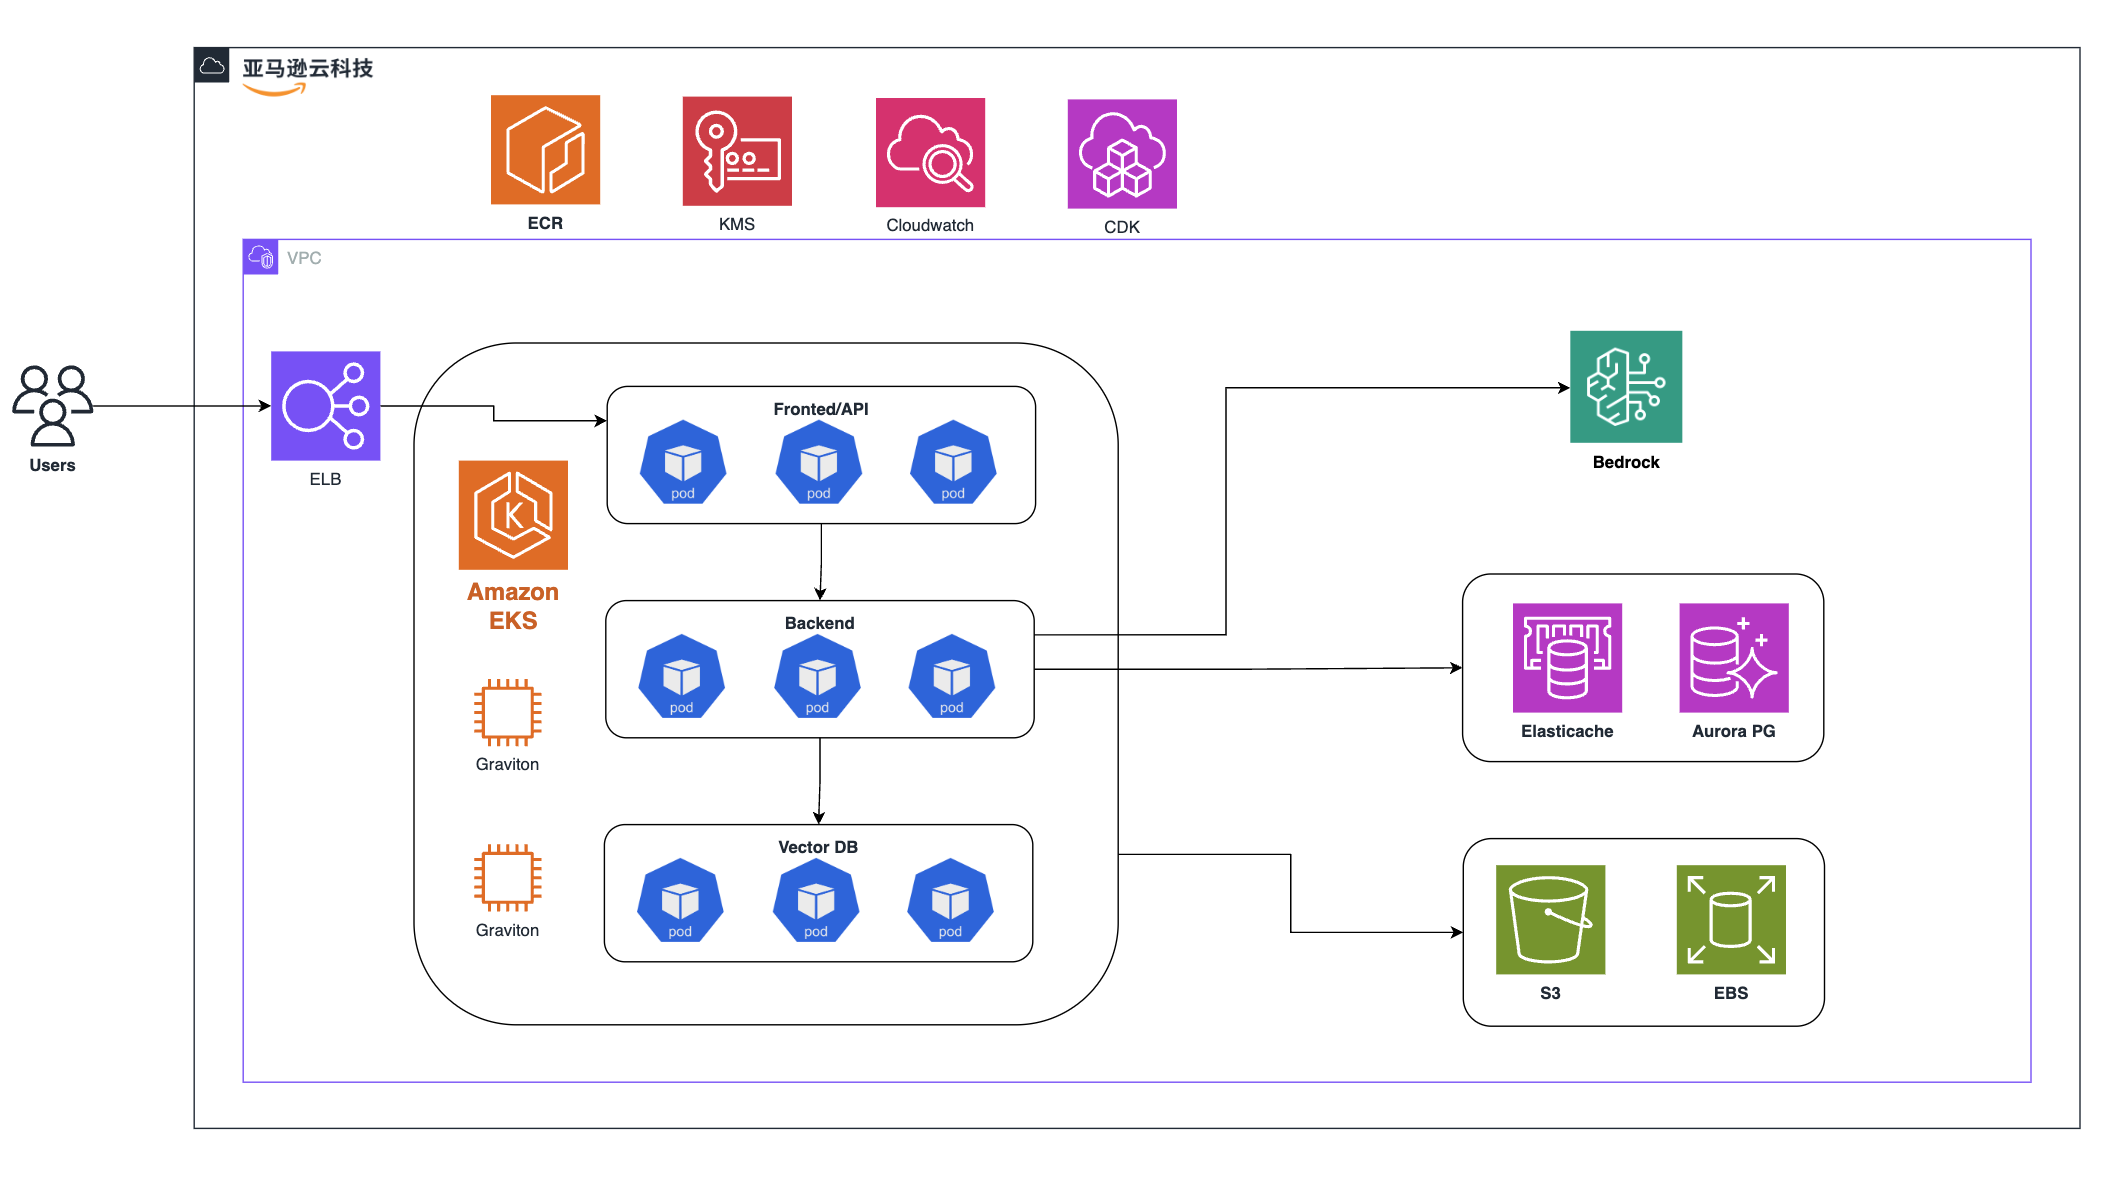 亚马逊云科技
ECR
KMS
Cloudwatch
CDK
VPC
Users
ELB
Amazon
EKS
Graviton
Graviton
Fronted/API
pod
pod
pod
Backend
pod
pod
pod
Vector DB
pod
pod
pod
Bedrock
Elasticache
Aurora PG
S3
EBS